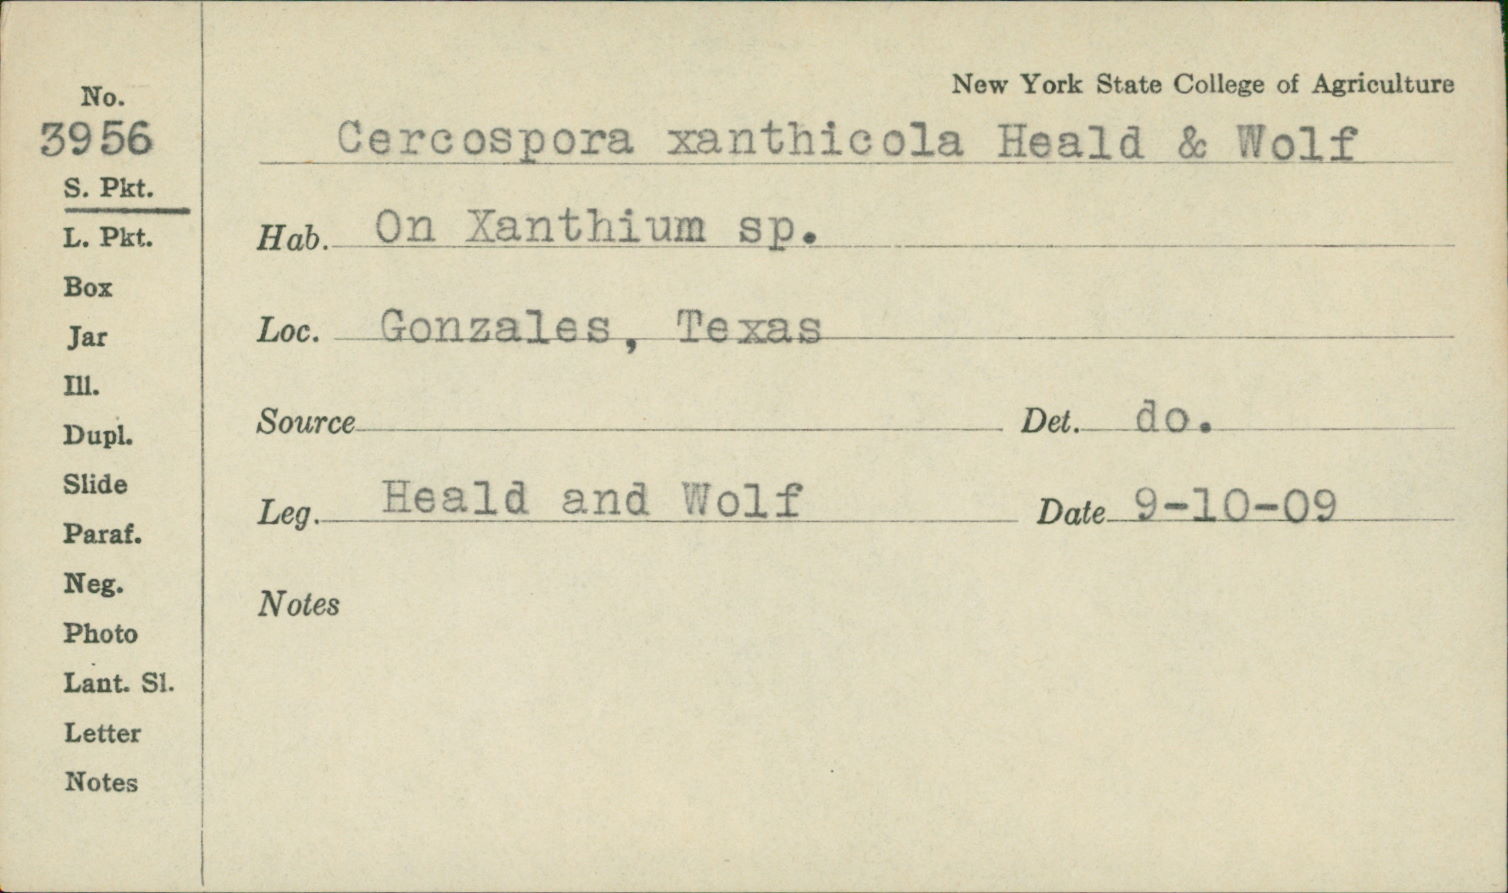 New York State College of Agriculture
No.
3956
S. Pkt.
L. Pkt.
Box
Jar
Ill.
Dupl.
Slide
Paraf.
Neg.
Photo
Lant. Sl.
Letter
Notes
Cercospora xanthicola Heald & Wolf
Hab. On Xanthium sp.
Loc. Gonzales, Texas
Source Det. do.
Leg. Heald and Wolf Date 9-10-09
Notes